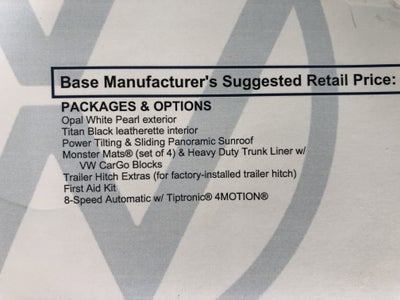 Base Manufacturer's Suggested Retail Price:
PACKAGES & OPTIONS
Opal White Pearl exterior
Titan Black leatherette interior
Power Tilting & Sliding Panoramic Sunroof
Monster Mats® (set of 4) & Heavy Duty Trunk Liner w/
VW CarGo Blocks
Trailer Hitch Extras (for factory-installed trailer hitch)
First Aid Kit
8-Speed Automatic w/ Tiptronic® 4MOTION®